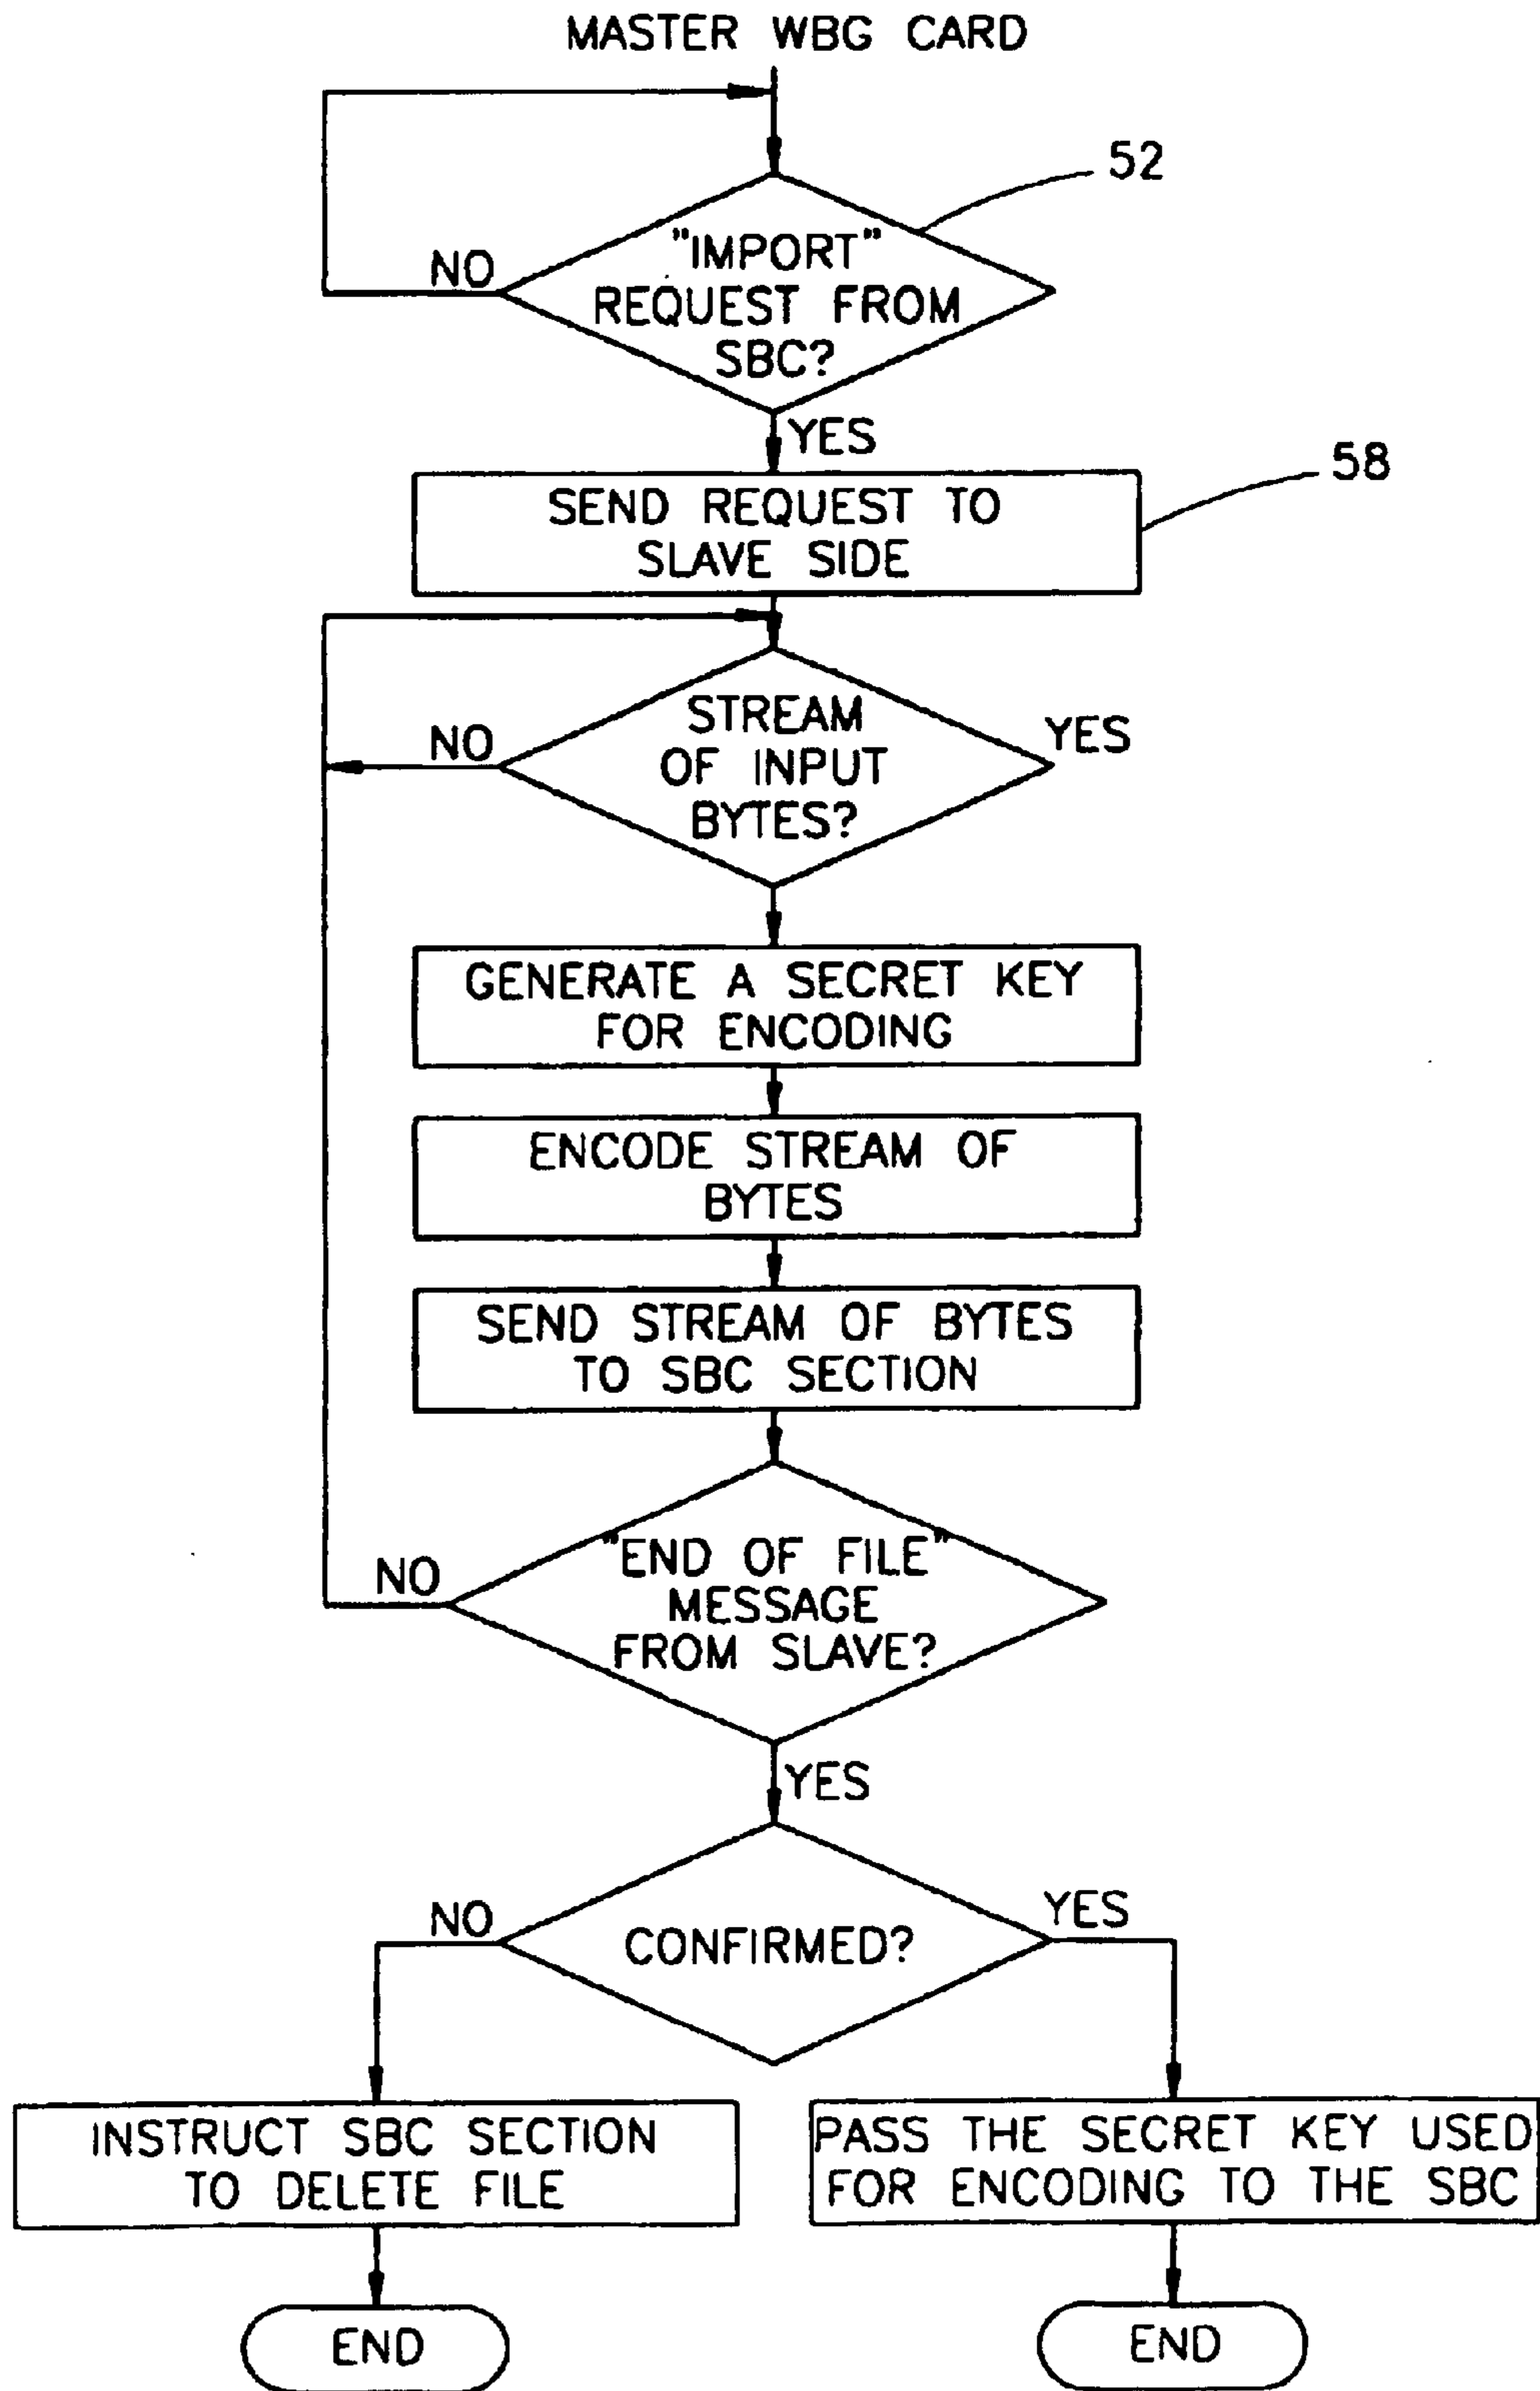 MASTER WBG CARD
52
"IMPORT"
REQUEST FROM
SBC?
NO
YES
58
SEND REQUEST TO
SLAVE SIDE
STREAM
OF INPUT
BYTES?
NO
YES
GENERATE A SECRET KEY
FOR ENCODING
ENCODE STREAM OF
BYTES
SEND STREAM OF BYTES
TO SBC SECTION
"END OF FILE"
MESSAGE
FROM SLAVE?
NO
YES
CONFIRMED?
NO
YES
INSTRUCT SBC SECTION
TO DELETE FILE
PASS THE SECRET KEY USED
FOR ENCODING TO THE SBC
END
END